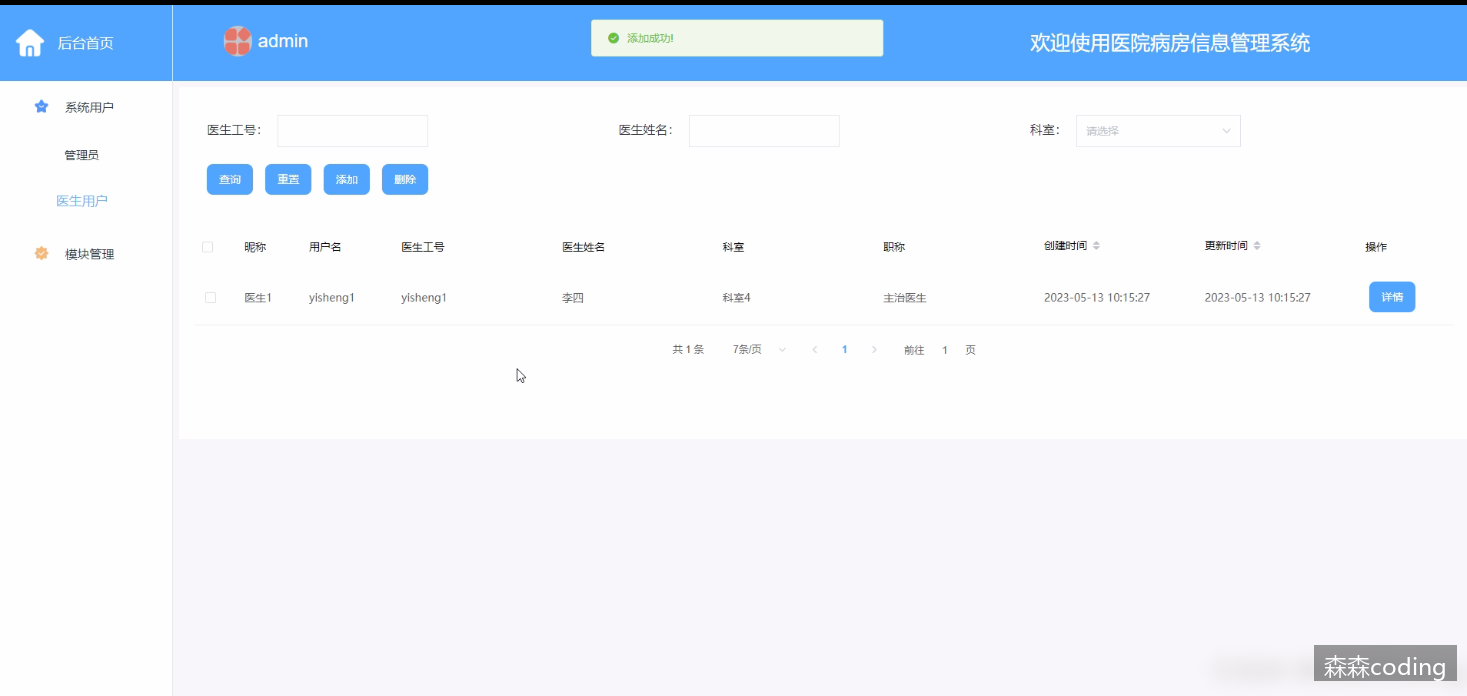 后台首页
admin
添加成功!
欢迎使用医院病房信息管理系统
系统用户
管理员
医生用户
模块管理
医生工号：
医生姓名：
科室：
请选择
查询 重置 添加 删除
昵称 用户名 医生工号 医生姓名 科室 职称 创建时间 更新时间 操作
医生1 yisheng1 yisheng1 李四 科室4 主治医生 2023-05-13 10:15:27 2023-05-13 10:15:27 详情
共 1 条 7条/页 1 前往 1 页
森森coding